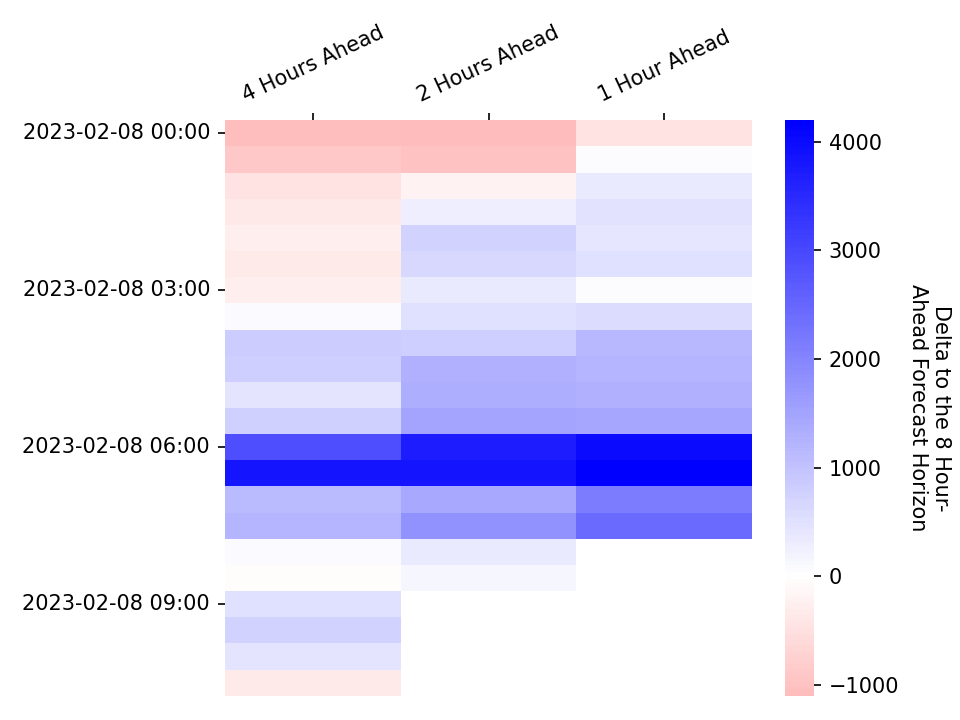 4 Hours Ahead
2 Hours Ahead
1 Hour Ahead
2023-02-08 00:00
2023-02-08 03:00
2023-02-08 06:00
2023-02-08 09:00
4000
3000
2000
1000
0
−1000
Delta to the 8 Hour-
Ahead Forecast Horizon